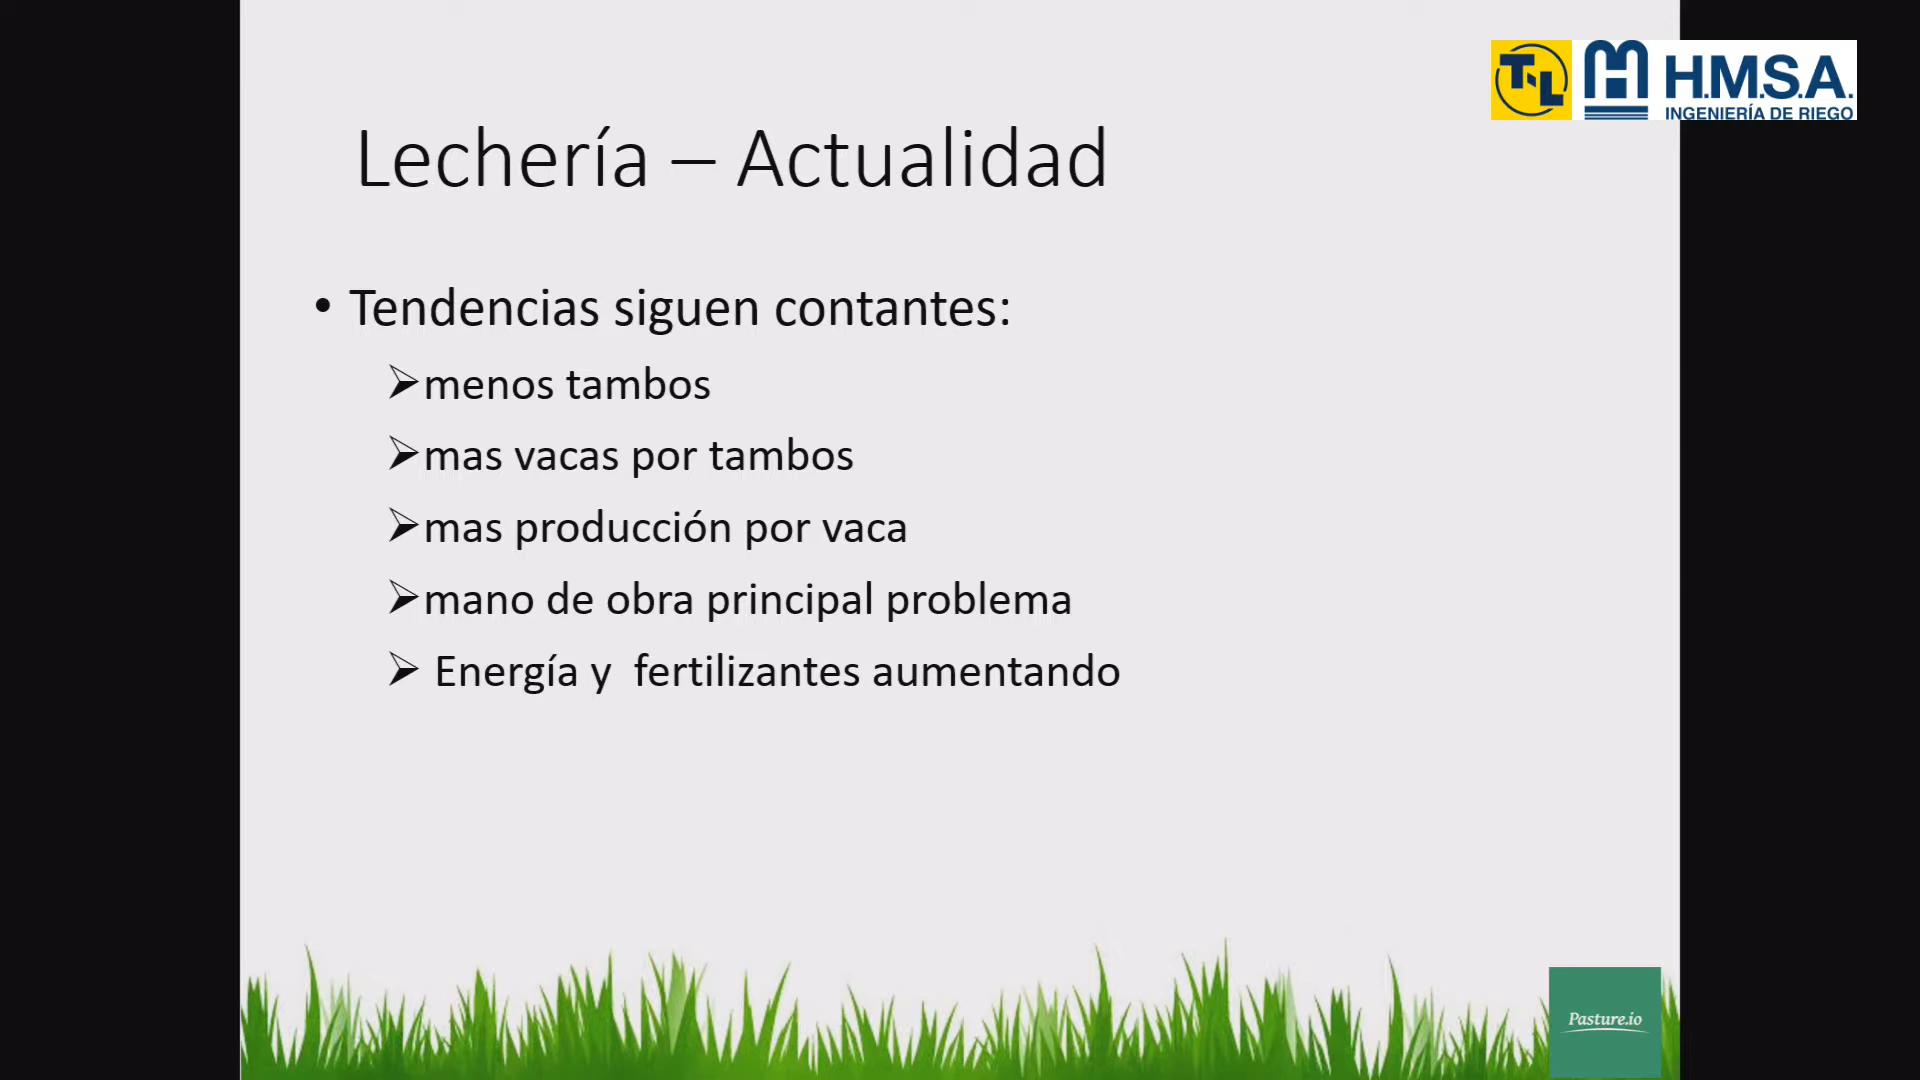 T-L
H.M.S.A.
INGENIERÍA DE RIEGO
Lechería – Actualidad
• Tendencias siguen contantes:
➢menos tambos
➢mas vacas por tambos
➢mas producción por vaca
➢mano de obra principal problema
➢ Energía y  fertilizantes aumentando
Pasture.io